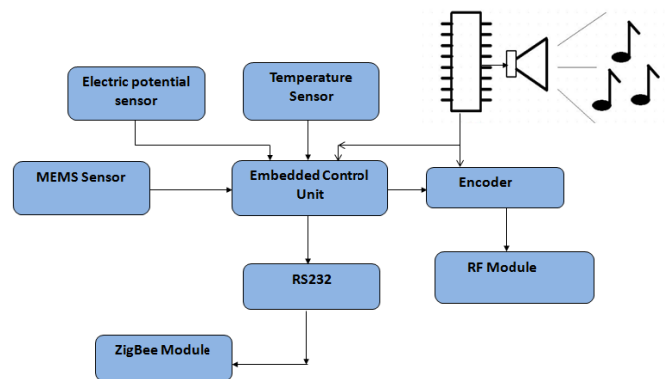 Electric potential
sensor
Temperature
Sensor
MEMS Sensor
Embedded Control
Unit
Encoder
RS232
RF Module
ZigBee Module